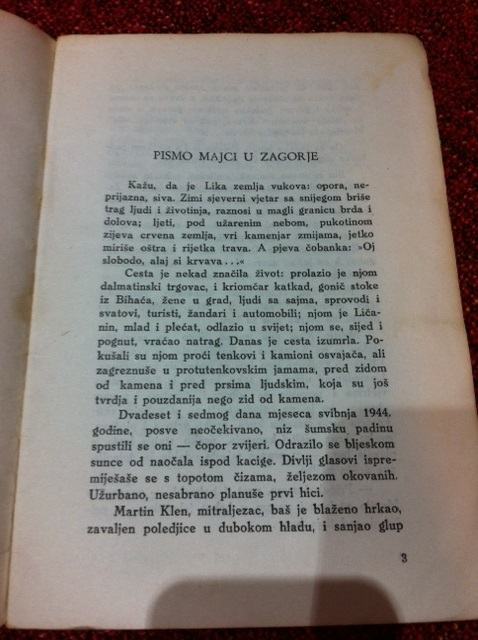 PISMO MAJCI U ZAGORJE
Kažu, da je Lika zemlja vukova: opora, ne-
prijazna, siva. Zimi sjeverni vjetar sa snijegom briše
trag ljudi i životinja, raznosi u magli granicu brda i
dolova; ljeti, pod užarenim nebom, pukotinom
zijeva crvena zemlja, vri kamenjar zmijama, jetko
miriše oštra i rijetka trava. A pjeva čobanka: »Oj
slobodo, alaj si krvava . . .«
Cesta je nekad značila život: prolazio je njom
dalmatinski trgovac, i kriomčar katkad, gonič stoke
iz Bihaća, žene u grad, ljudi sa sajma, sprovodi i
svatovi, turisti, žandari i automobili; njom je Liča-
nin, mlad i plećat, odlazio u svijet; njom se, sijed i
pognut, vraćao natrag. Danas je cesta izumrla. Po-
kušali su njom proći tenkovi i kamioni osvajača, ali
zagreznuše u protutenkovskim jamama, pred zidom
od kamena i pred prsima ljudskim, koja su još
tvrdja i pouzdanija nego zid od kamena.
Dvadeset i sedmog dana mjeseca svibnja 1944.
godine, posve neočekivano, niz šumsku padinu
spustili se oni — čopor zvijeri. Odrazilo se bljeskom
sunce od naočala ispod kacige. Divlji glasovi ispre-
miješaše se s topotom čizama, željezom okovanih.
Užurbano, nesabrano planuše prvi hici.
Martin Klen, mitraljezac, baš je blaženo hrkao,
zavaljen poledjice u dubokom hladu, i sanjao glup
3